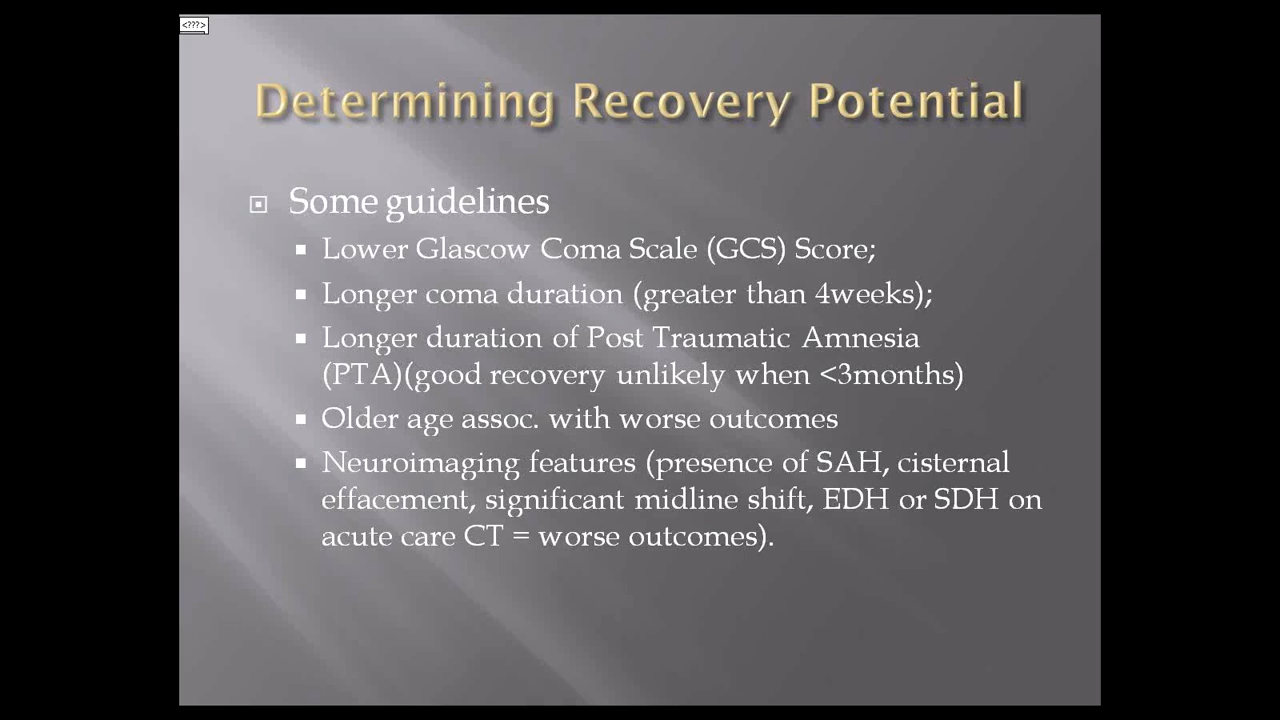 <???>
Determining Recovery Potential
Some guidelines
Lower Glascow Coma Scale (GCS) Score;
Longer coma duration (greater than 4weeks);
Longer duration of Post Traumatic Amnesia
(PTA)(good recovery unlikely when <3months)
Older age assoc. with worse outcomes
Neuroimaging features (presence of SAH, cisternal
effacement, significant midline shift, EDH or SDH on
acute care CT = worse outcomes).